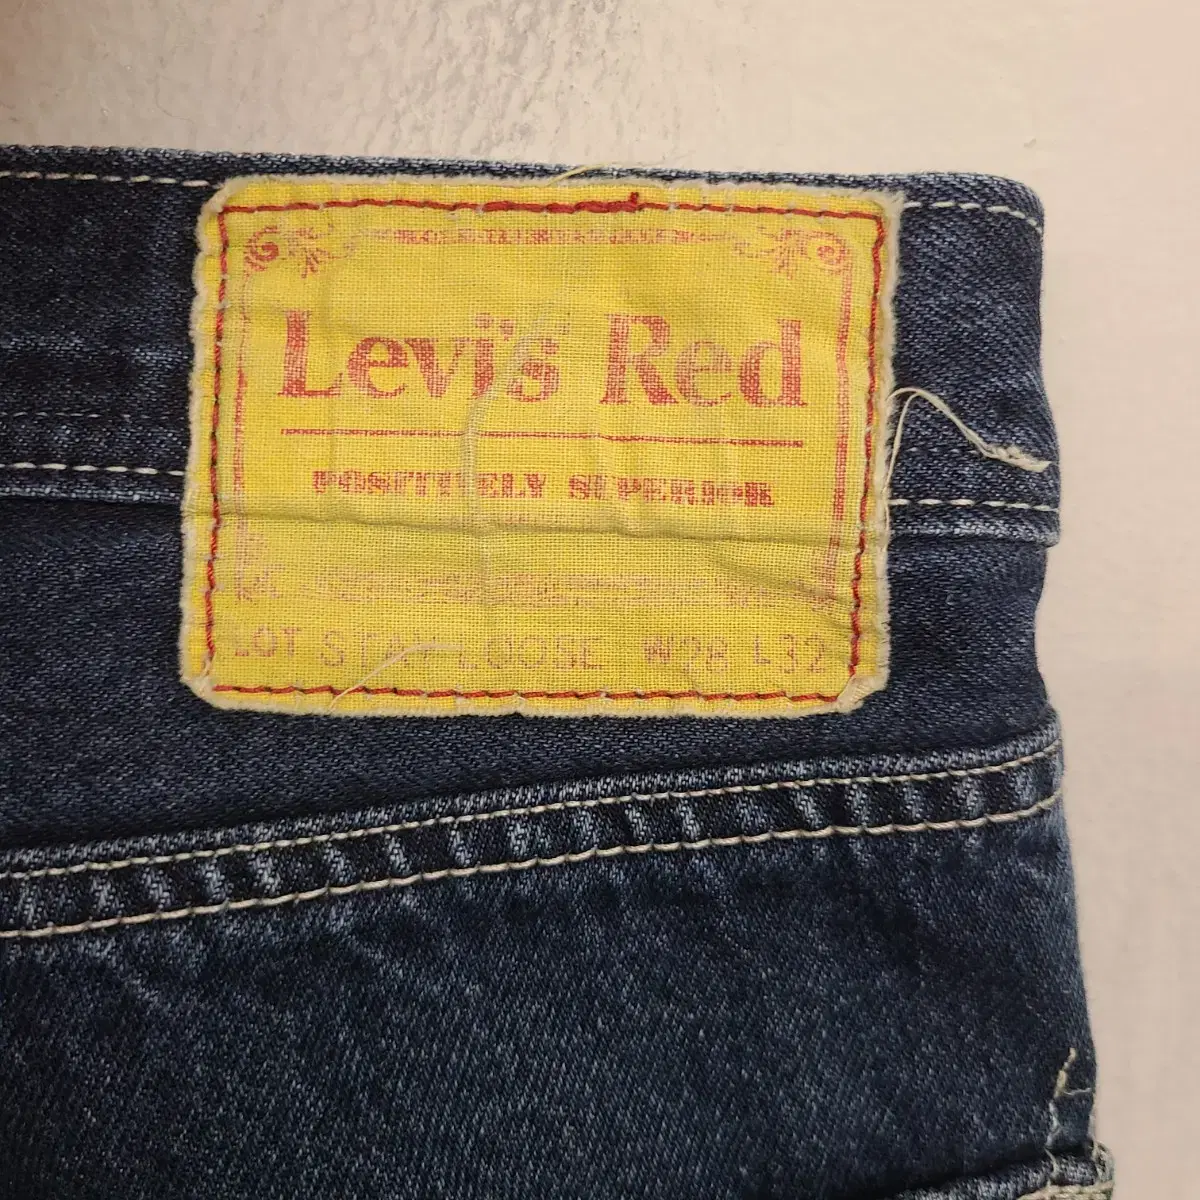 Levi's Red
POSITIVELY SUPERIOR
LOT STAY LOOSE W28 L32